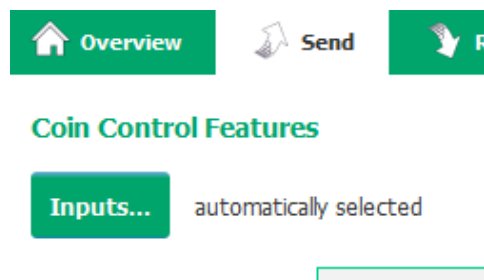 Overview Send
Coin Control Features
Inputs... automatically selected